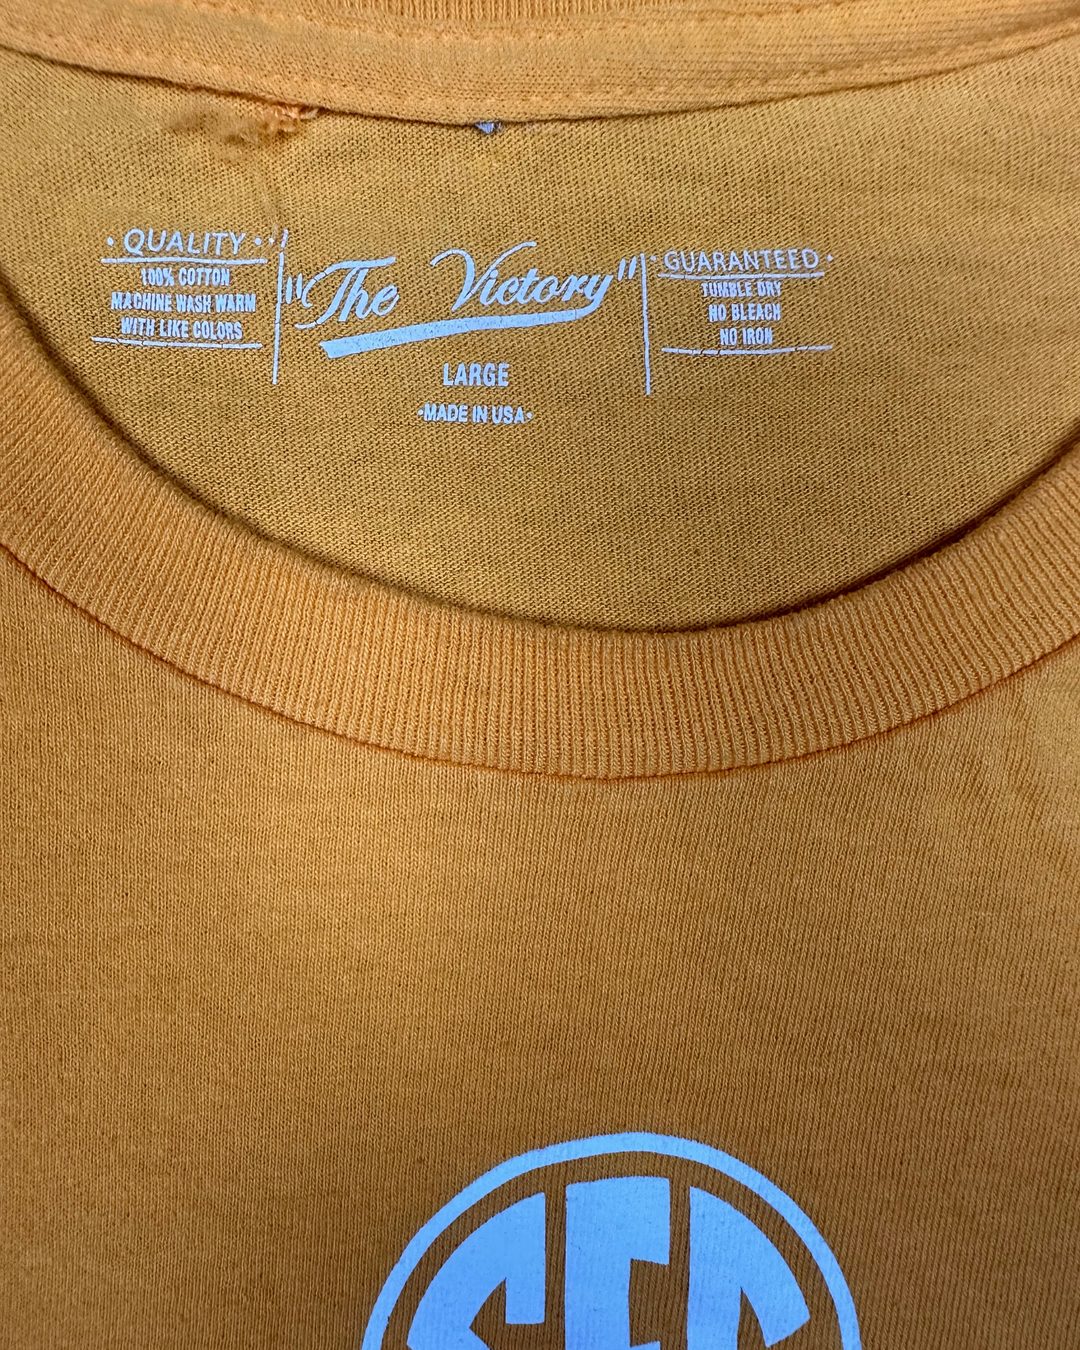 • QUALITY •
100% COTTON
MACHINE WASH WARM
WITH LIKE COLORS
"The Victory"
LARGE
•MADE IN USA•
• GUARANTEED •
TUMBLE DRY
NO BLEACH
NO IRON
SEC